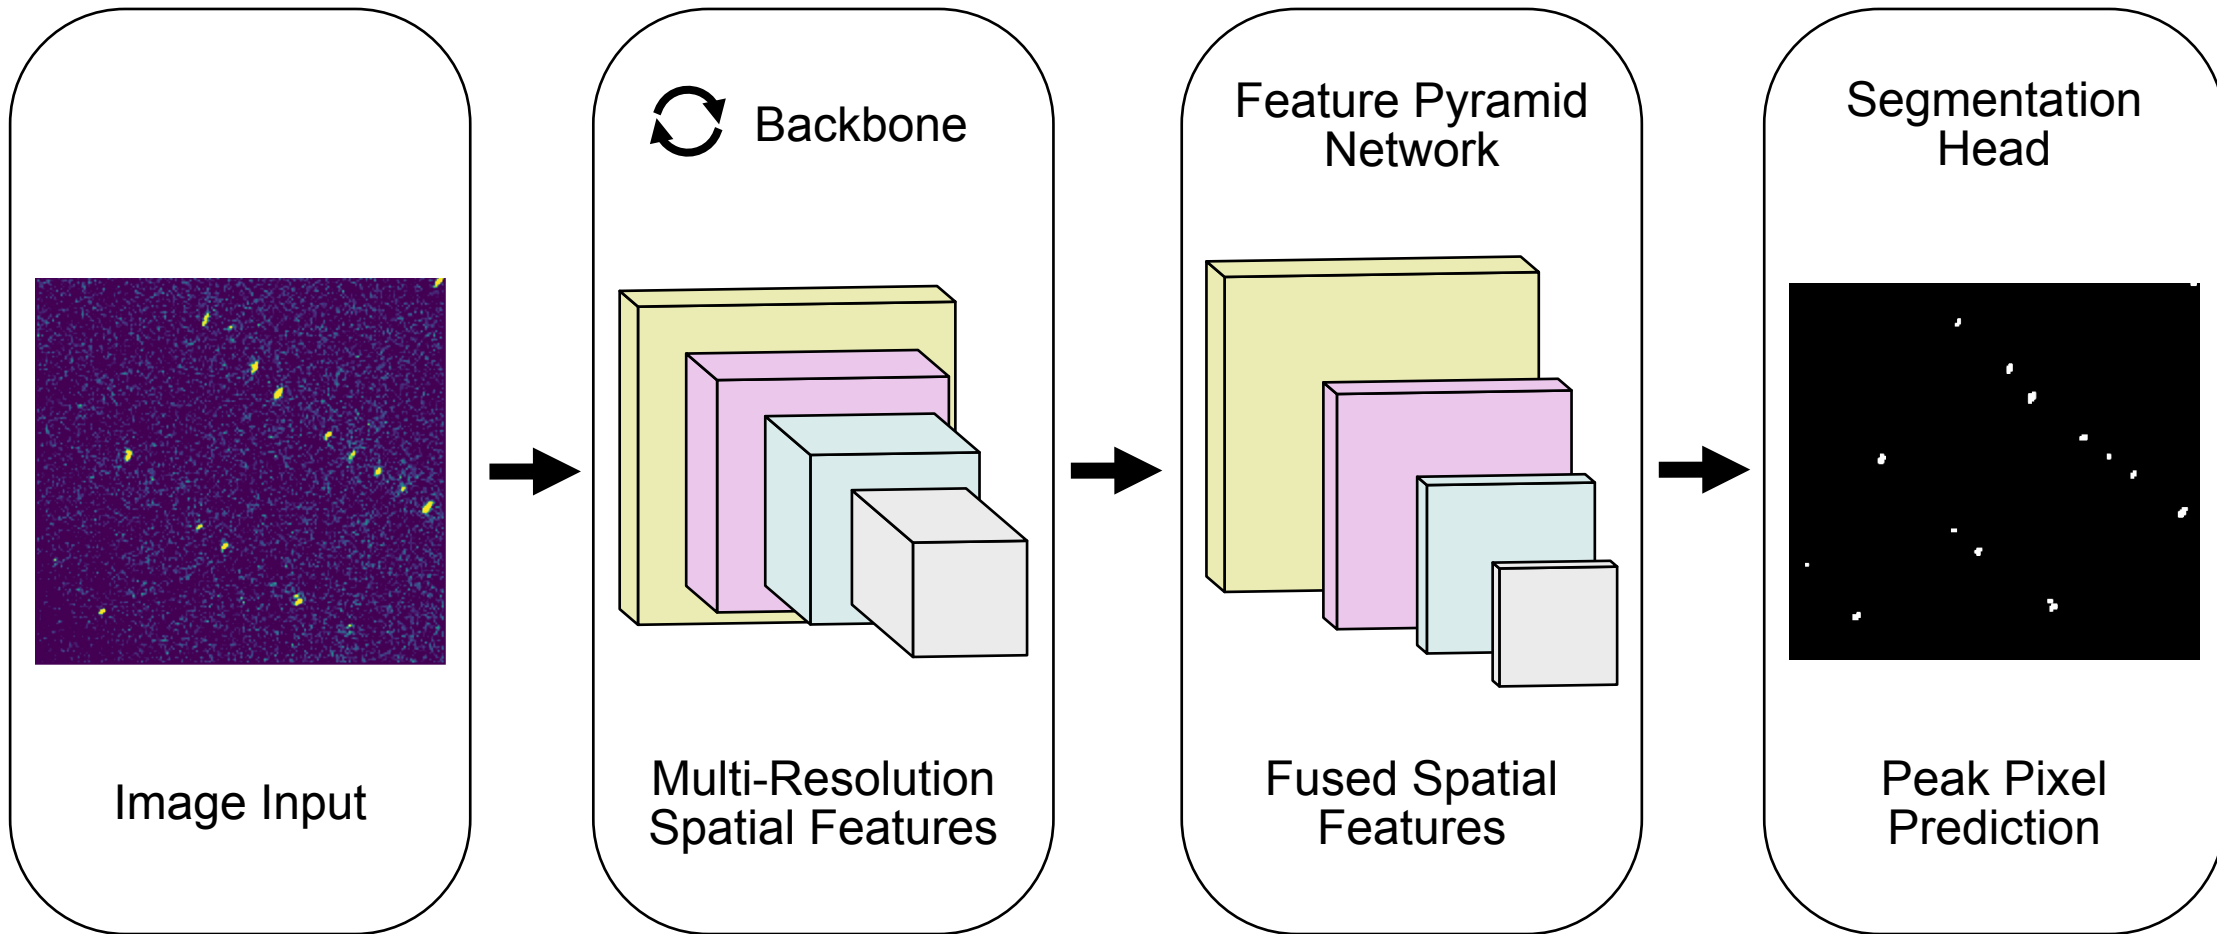 Image Input
Backbone
Multi-Resolution
Spatial Features
Feature Pyramid
Network
Fused Spatial
Features
Segmentation
Head
Peak Pixel
Prediction